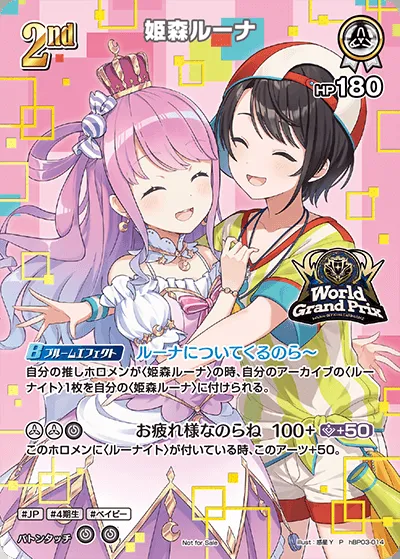 2nd
姫森ルーナ
HP180
World
Grand Prix
ブルームエフェクト ルーナについてくるのら～
自分の推しホロメンが〈姫森ルーナ〉の時、自分のアーカイブの〈ルー
ナイト〉1枚を自分の〈姫森ルーナ〉に付けられる。
お疲れ様なのらね 100+ +50
このホロメンに〈ルーナイト〉が付いている時、このアーツ+50。
#JP #4期生 #ベイビー
バトンタッチ
Not for Sale
illust：惑星Y P hBP03-014